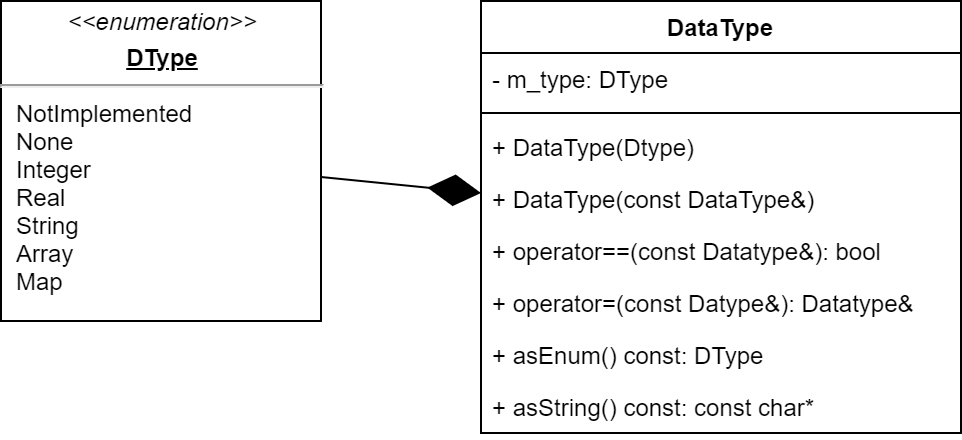 <<enumeration>>
DType
NotImplemented
None
Integer
Real
String
Array
Map
DataType
- m_type: DType
+ DataType(Dtype)
+ DataType(const DataType&)
+ operator==(const Datatype&): bool
+ operator=(const Datype&): Datatype&
+ asEnum() const: DType
+ asString() const: const char*